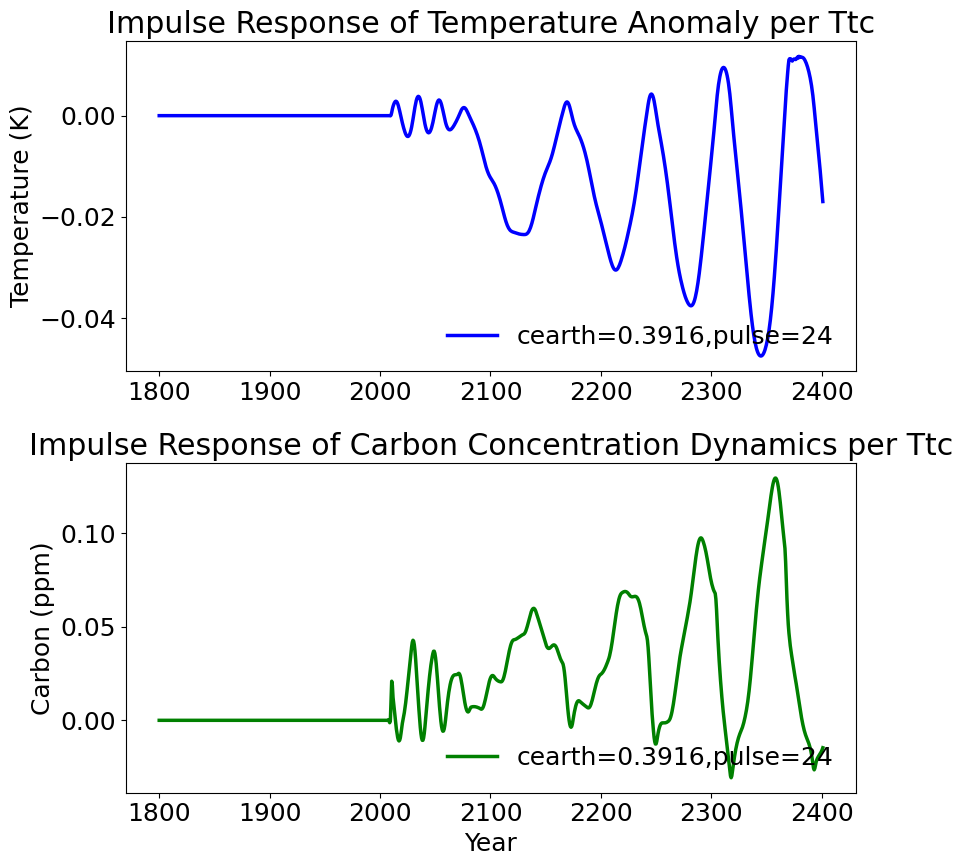 Impulse Response of Temperature Anomaly per Ttc
Temperature (K)
0.00
−0.02
−0.04
cearth=0.3916,pulse=24
1800 1900 2000 2100 2200 2300 2400
Impulse Response of Carbon Concentration Dynamics per Ttc
Carbon (ppm)
0.10
0.05
0.00
cearth=0.3916,pulse=24
1800 1900 2000 2100 2200 2300 2400
Year